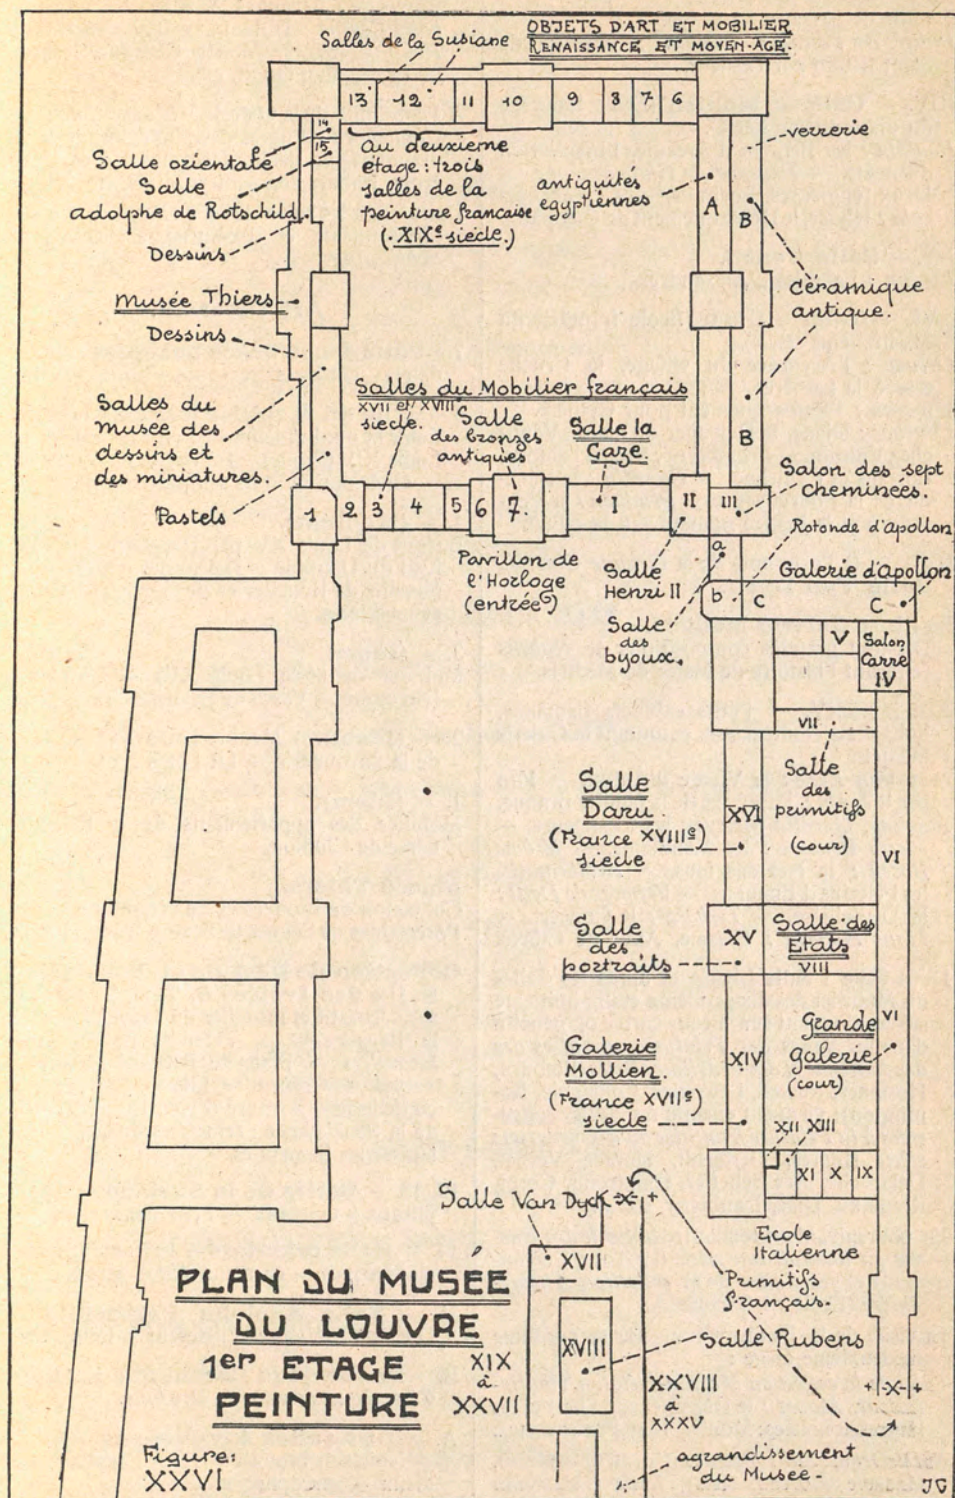 OBJETS D'ART ET MOBILIER
RENAISSANCE ET MOYEN-AGE.
Salles de la Susiane
13
12
11
10
9
8
7
6
14
15
Salle orientale
Salle
adolphe de Rotschild
au deuxième
étage : trois
salles de la
peinture francaise
(. XIXe siécle.)
antiquités
egyptiennes
A
B
verrerie
Dessins
Musée Thiers
Dessins
Céramique
antique.
Salles du
musée des
dessins et
des miniatures.
Pastels
Salles du Mobilier français
XVII et XVIII
siecle.
Salle
des bronzes
antiques
Salle la
Caze.
B
Salon des sept
cheminées.
1
2
3
4
5
6
7.
I
II
III
Rotonde d'Apollon
Pavillon de
l'Horloge
(entrée)
Salle
Henri II
Salle
des
byoux.
a
b
c
C
Galerie d'Apollon
V
Salon
Carré
IV
VII
Salle
des
primitifs
(cour)
Salle
Daru
(France XVIIIe)
siècle
XVI
VI
Salle
des
portraits
XV
Salle des
Etats
VIII
VI
Galerie
Mollien.
(France XVIIe)
siecle
XIV
Grande
galerie
(cour)
XII
XIII
XI
X
IX
Salle Van Dyck
-X- +
XVII
Ecole
Italienne
Primitifs
français.
XVIII
Salle Rubens
XIX
à
XXVII
XXVIII
à
XXXV
+ -X- +
agrandissement
du Musée -
PLAN DU MUSÉE
DU LOUVRE
1er ETAGE
PEINTURE
Figure:
XXVI
JG